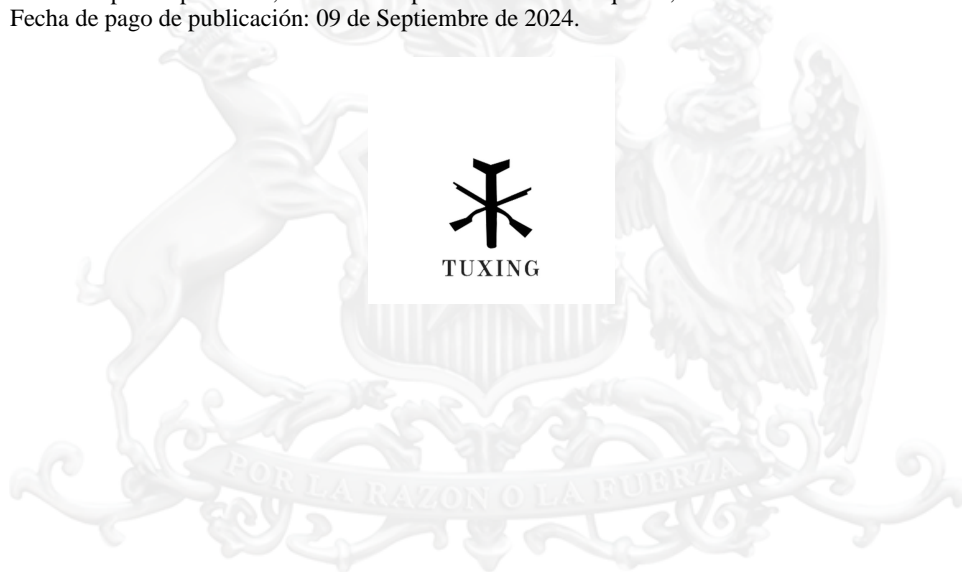 Fecha de pago de publicación: 09 de Septiembre de 2024.
TUXING
POR LA RAZON O LA FUERZA